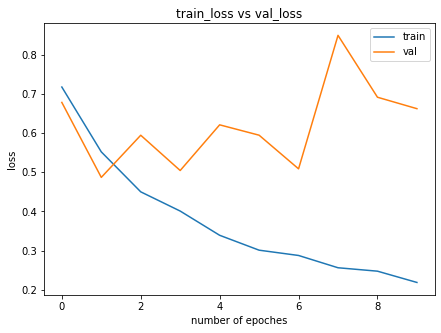 train_loss vs val_loss
train
val
loss
0.8
0.7
0.6
0.5
0.4
0.3
0.2
0 2 4 6 8
number of epoches